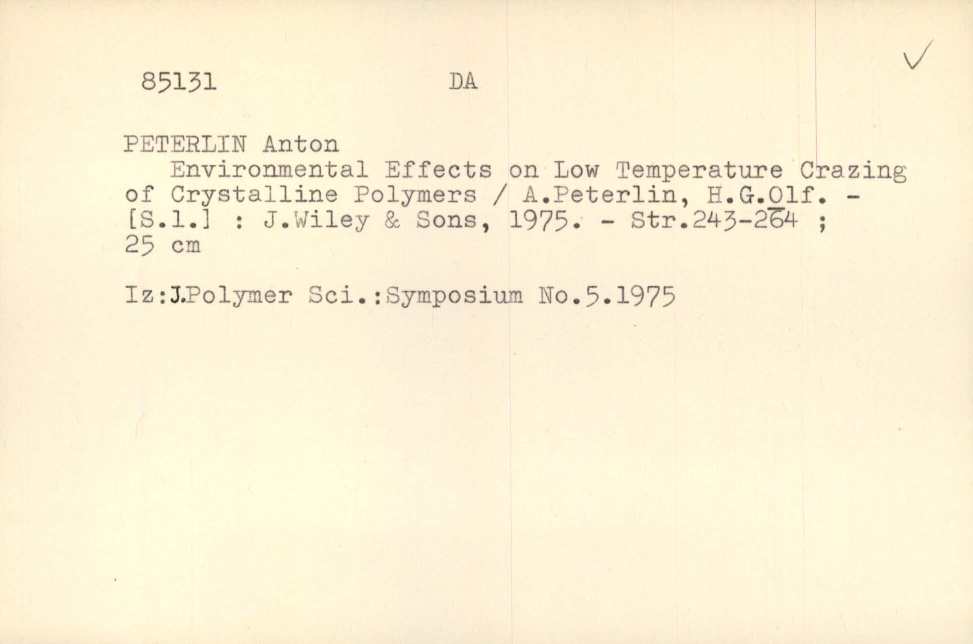 85131 DA
PETERLIN Anton
Environmental Effects on Low Temperature Crazing
of Crystalline Polymers / A.Peterlin, H.G.Olf. -
[S.l.] : J.Wiley & Sons, 1975. - Str.243-264 ;
25 cm
Iz:J.Polymer Sci.:Symposium No.5.1975